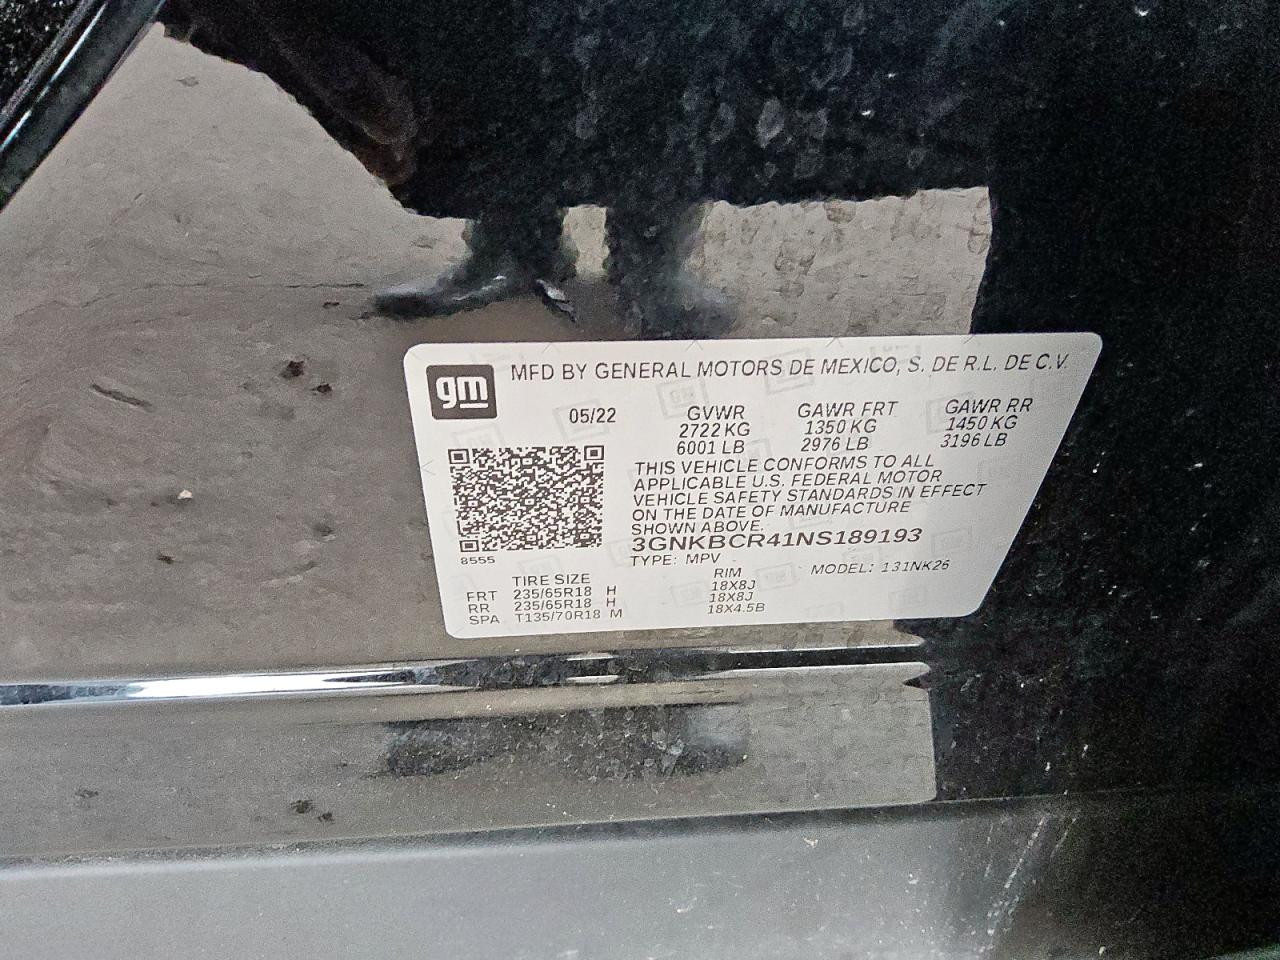 gm MFD BY GENERAL MOTORS DE MEXICO, S. DE R.L. DE C.V.
05/22 GVWR GAWR FRT GAWR RR
2722 KG 1350 KG 1450 KG
6001 LB 2976 LB 3196 LB
THIS VEHICLE CONFORMS TO ALL
APPLICABLE U.S. FEDERAL MOTOR
VEHICLE SAFETY STANDARDS IN EFFECT
ON THE DATE OF MANUFACTURE
SHOWN ABOVE.
3GNKBCR41NS189193
8555 TYPE: MPV MODEL: 131NK26
TIRE SIZE RIM
FRT 235/65R18 H 18X8J
RR 235/65R18 H 18X8J
SPA T135/70R18 M 18X4.5B